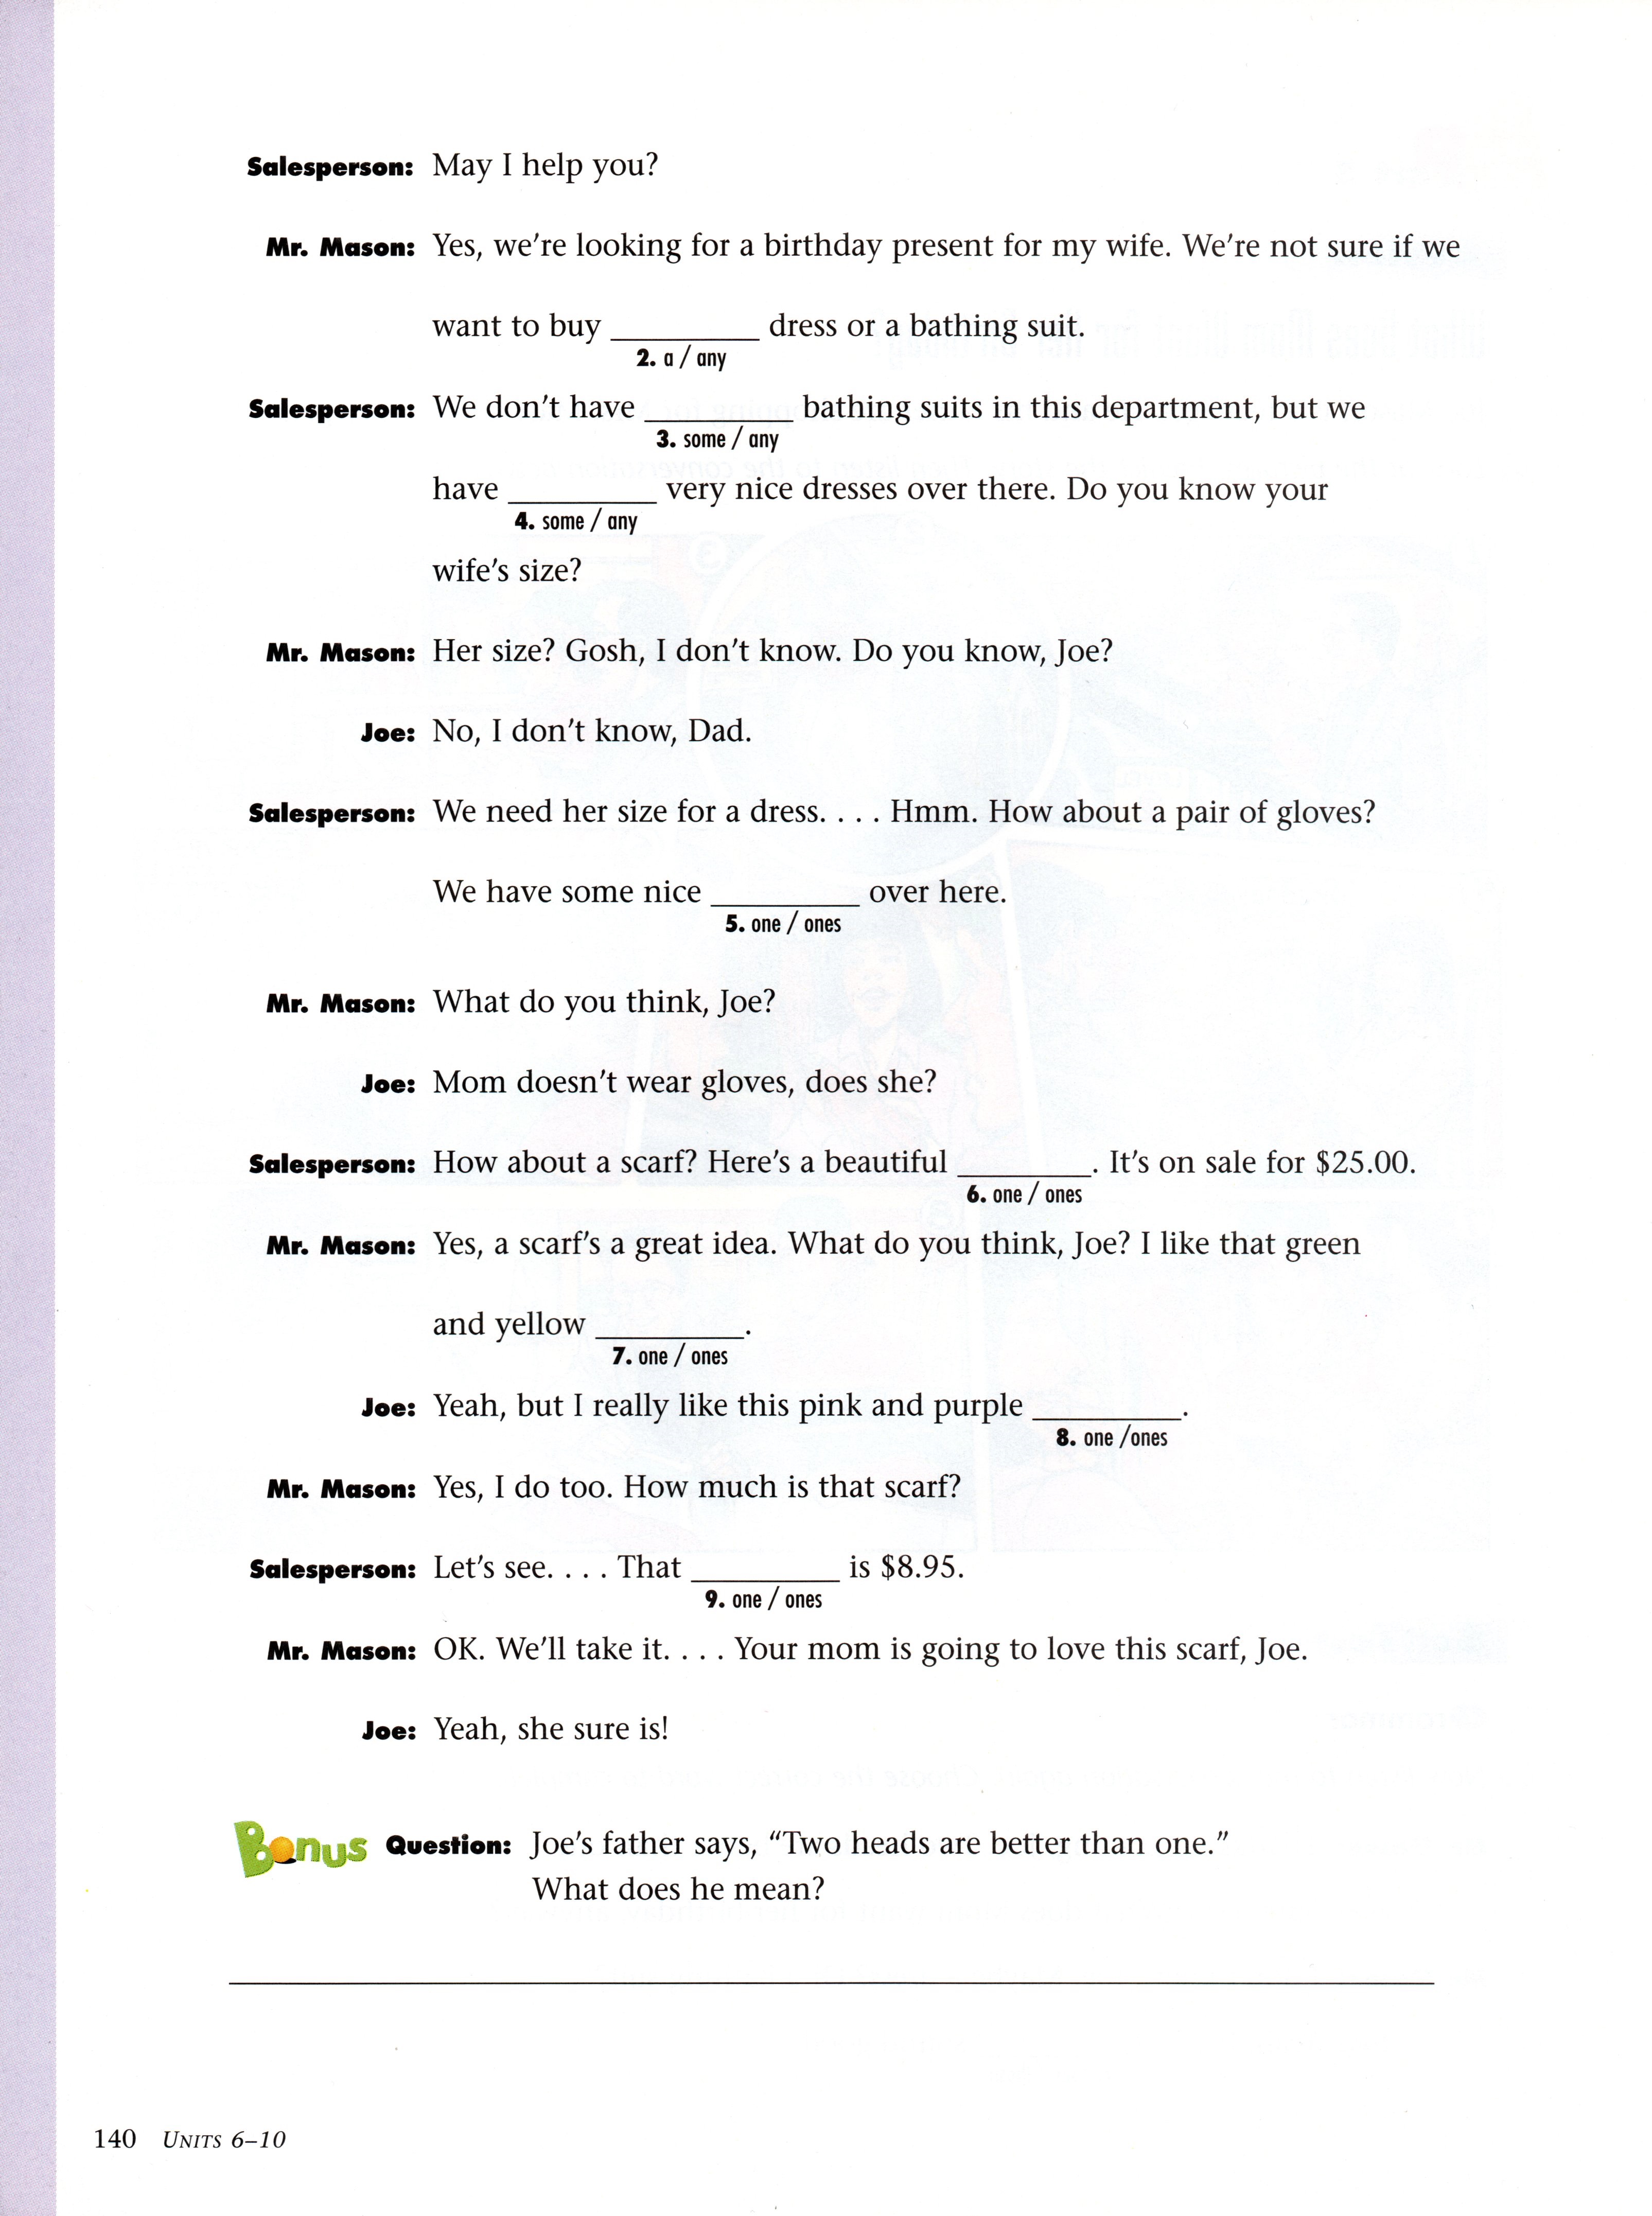 Salesperson: May I help you?
Mr. Mason: Yes, we're looking for a birthday present for my wife. We're not sure if we
want to buy __________ dress or a bathing suit.
2. a / any
Salesperson: We don't have __________ bathing suits in this department, but we
3. some / any
have __________ very nice dresses over there. Do you know your
4. some / any
wife's size?
Mr. Mason: Her size? Gosh, I don't know. Do you know, Joe?
Joe: No, I don't know, Dad.
Salesperson: We need her size for a dress. . . . Hmm. How about a pair of gloves?
We have some nice __________ over here.
5. one / ones
Mr. Mason: What do you think, Joe?
Joe: Mom doesn't wear gloves, does she?
Salesperson: How about a scarf? Here's a beautiful _________. It's on sale for $25.00.
6. one / ones
Mr. Mason: Yes, a scarf's a great idea. What do you think, Joe? I like that green
and yellow __________.
7. one / ones
Joe: Yeah, but I really like this pink and purple __________.
8. one /ones
Mr. Mason: Yes, I do too. How much is that scarf?
Salesperson: Let's see. . . . That __________ is $8.95.
9. one / ones
Mr. Mason: OK. We'll take it. . . . Your mom is going to love this scarf, Joe.
Joe: Yeah, she sure is!
Bonus Question: Joe's father says, "Two heads are better than one."
What does he mean?
140 UNITS 6–10